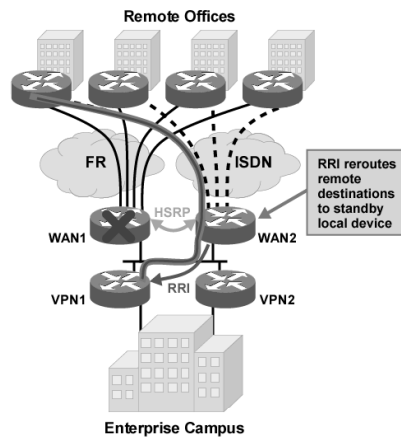 Remote Offices
FR
ISDN
RRI reroutes
remote
destinations
to standby
local device
HSRP
WAN1
WAN2
VPN1
RRI
VPN2
Enterprise Campus